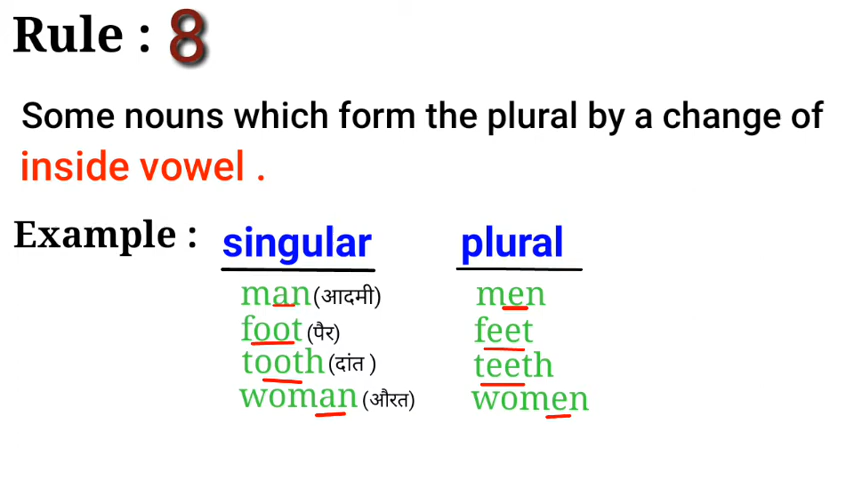 Rule : 8
Some nouns which form the plural by a change of
inside vowel .
Example : singular plural
man(आदमी) men
foot(पैर) feet
tooth(दांत ) teeth
woman(औरत) women